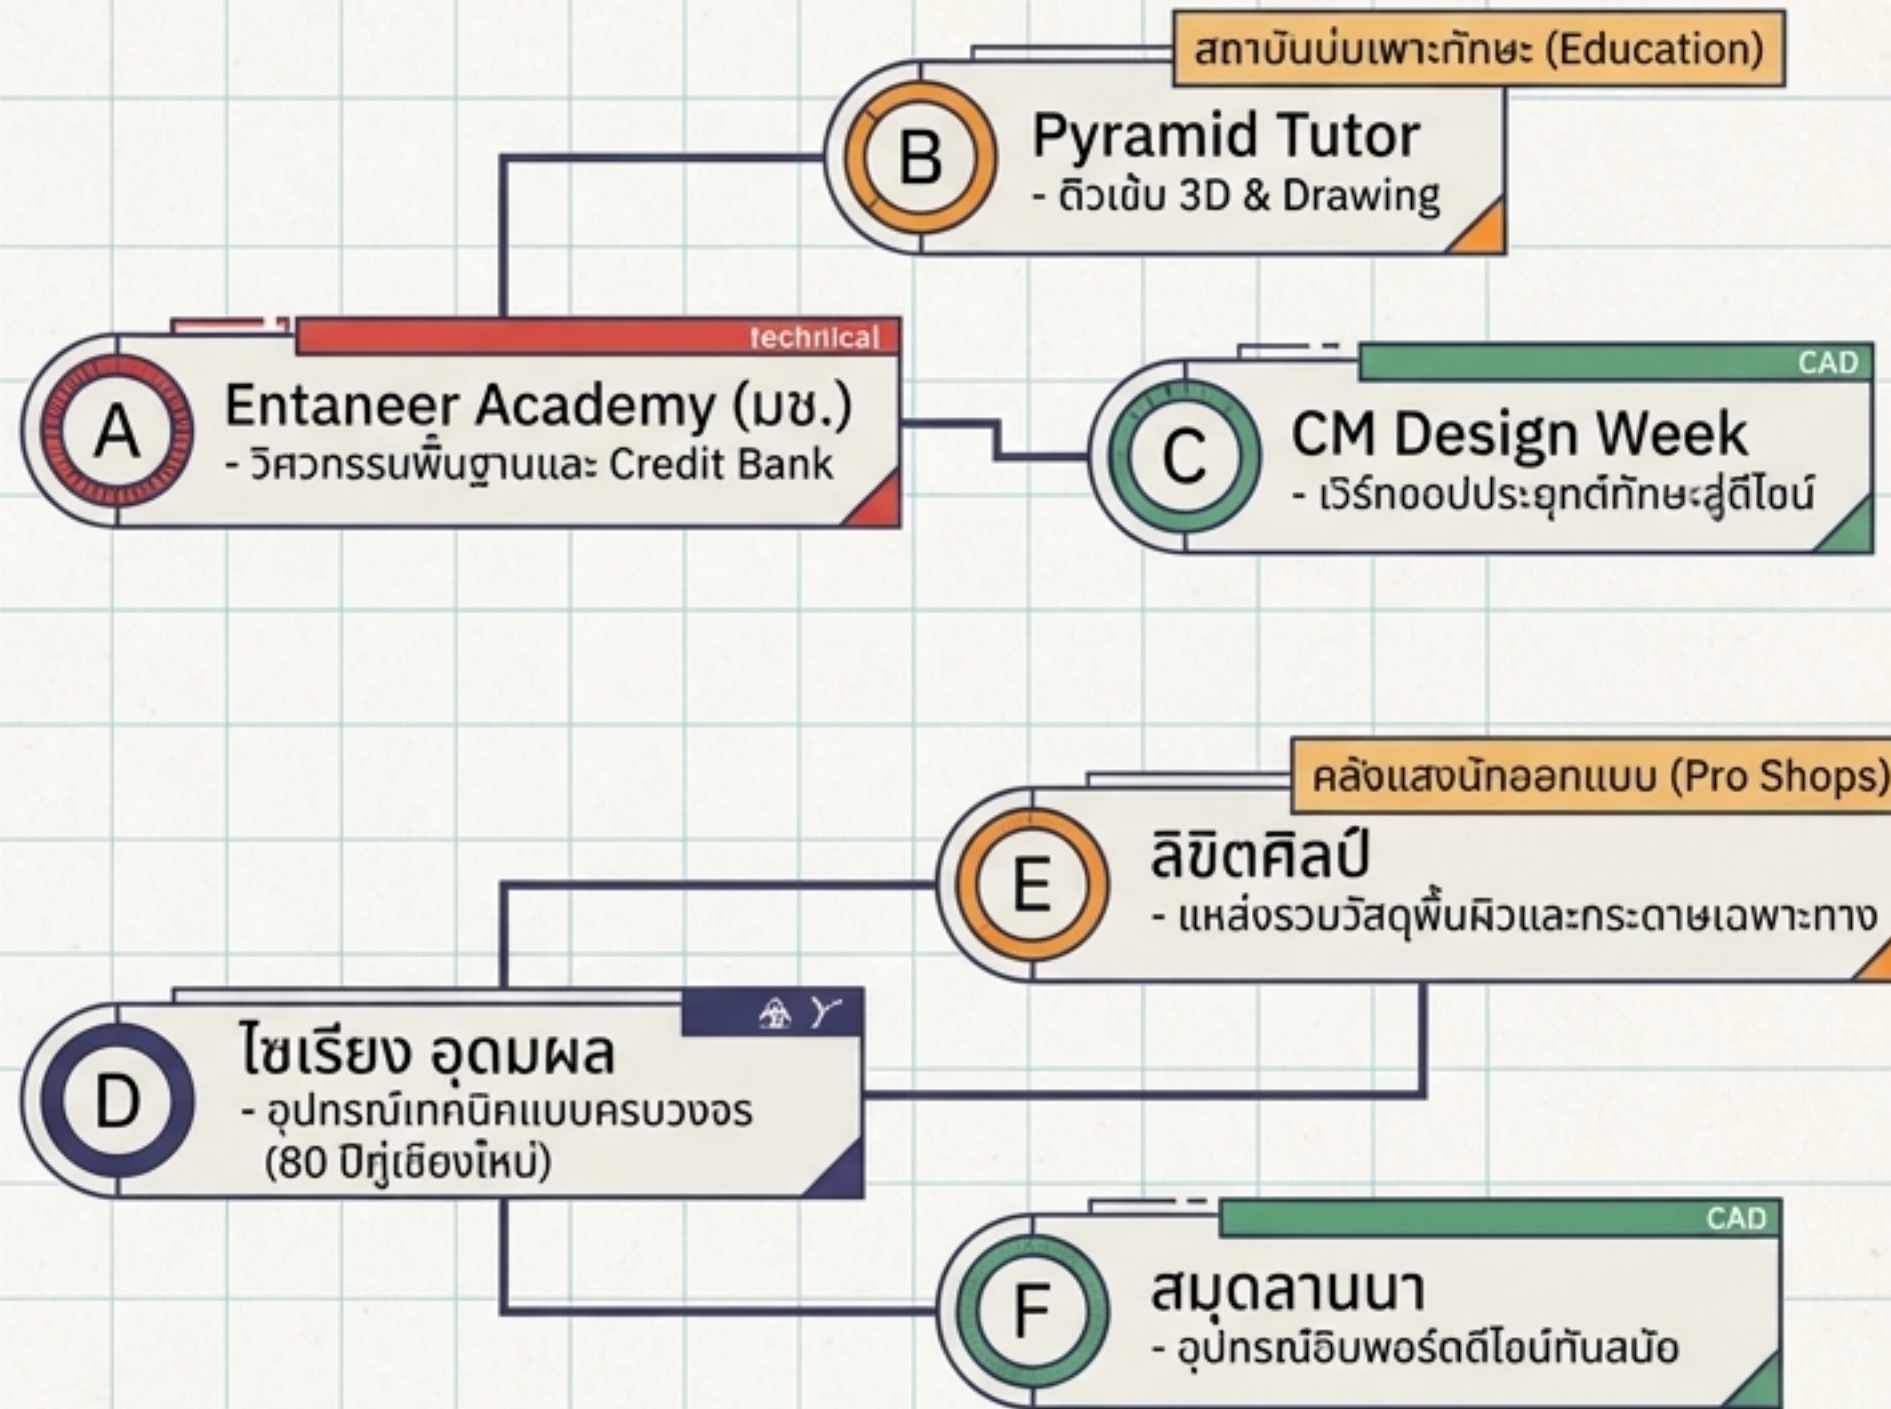 สถาบันบ่มเพาะทักษะ (Education)
B
Pyramid Tutor
- ติวเข้ม 3D & Drawing
technical
A
Entaneer Academy (มช.)
- วิศวกรรมพื้นฐานและ Credit Bank
CAD
C
CM Design Week
- เวิร์กชอปประยุกต์ทักษะสู่ดีไซน์
คลังแสงนักออกแบบ (Pro Shops)
E
ลิขิตศิลป์
- แหล่งรวมวัสดุพื้นผิวและกระดาษเฉพาะทาง
D
ไซเรียง อุดมผล
- อุปกรณ์เทคนิคแบบครบวงจร
(80 ปีคู่เชียงใหม่)
CAD
F
สมุดลานนา
- อุปกรณ์อิมพอร์ตดีไซน์ทันสมัย